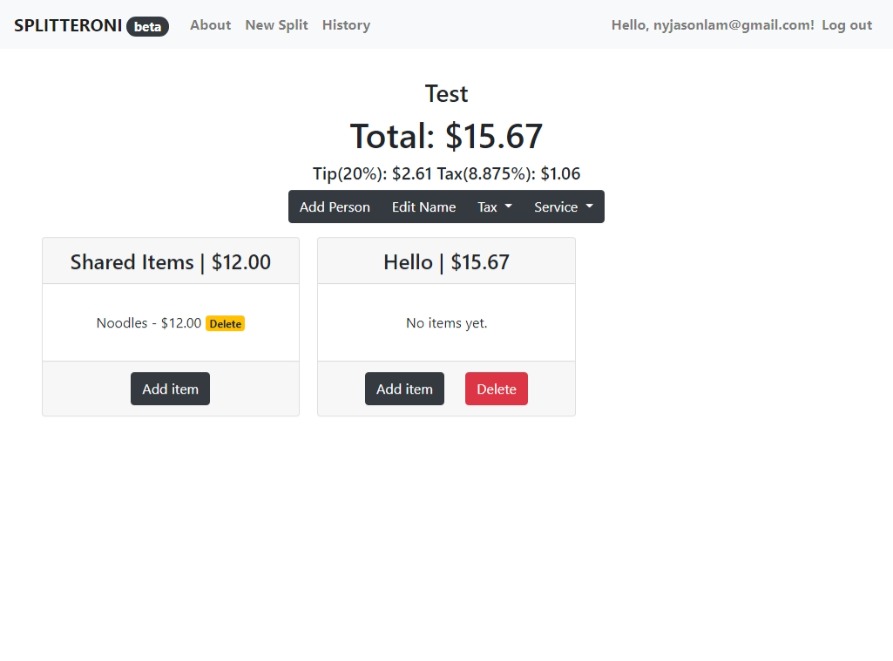 SPLITTERONI beta About New Split History Hello, nyjasonlam@gmail.com! Log out
Test
Total: $15.67
Tip(20%): $2.61 Tax(8.875%): $1.06
Add Person Edit Name Tax Service
Shared Items | $12.00
Noodles - $12.00 Delete
Add item
Hello | $15.67
No items yet.
Add item Delete